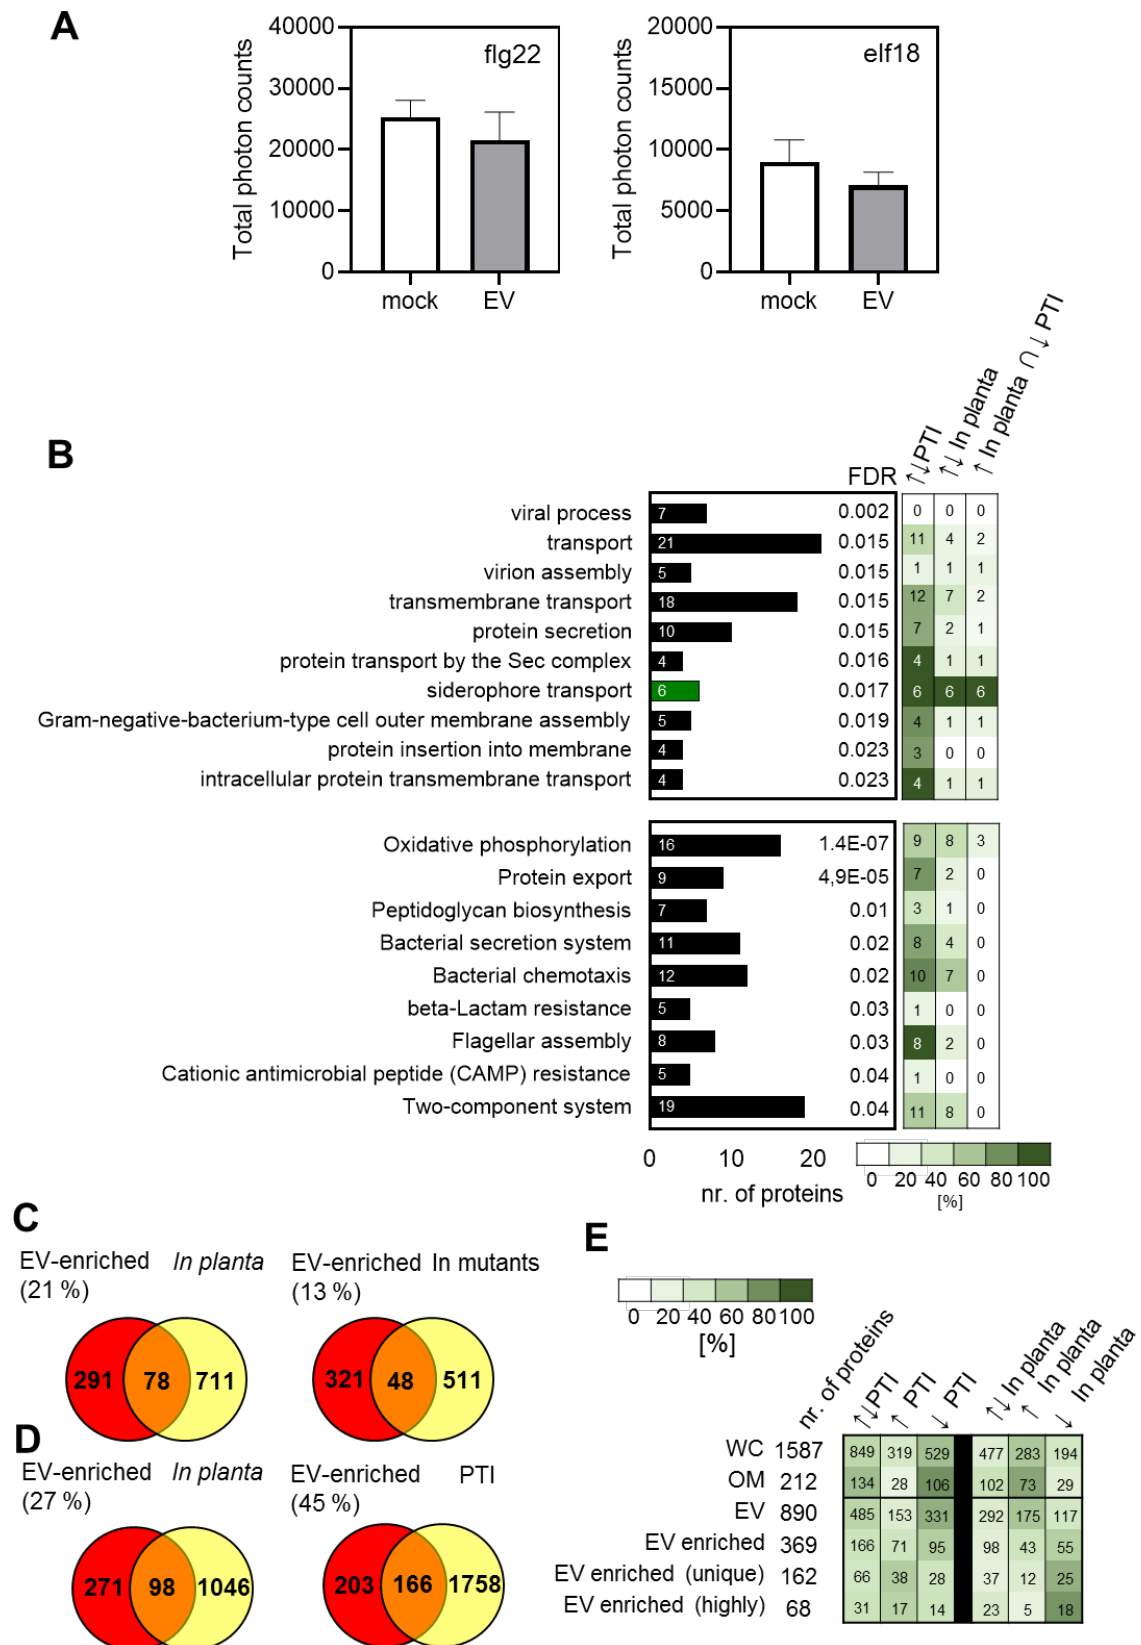 A
40000
30000
20000
10000
0
Total photon counts
flg22
mock
EV
20000
15000
10000
5000
0
Total photon counts
elf18
mock
EV
B
FDR
↑↓PTI
↑↓ In planta
↑ In planta ∩ ↓ PTI
viral process 7 0.002 0 0 0
transport 21 0.015 11 4 2
virion assembly 5 0.015 1 1 1
transmembrane transport 18 0.015 12 7 2
protein secretion 10 0.015 7 2 1
protein transport by the Sec complex 4 0.016 4 1 1
siderophore transport 6 0.017 6 6 6
Gram-negative-bacterium-type cell outer membrane assembly 5 0.019 4 1 1
protein insertion into membrane 4 0.023 3 0 0
intracellular protein transmembrane transport 4 0.023 4 1 1
Oxidative phosphorylation 16 1.4E-07 9 8 3
Protein export 9 4,9E-05 7 2 0
Peptidoglycan biosynthesis 7 0.01 3 1 0
Bacterial secretion system 11 0.02 8 4 0
Bacterial chemotaxis 12 0.02 10 7 0
beta-Lactam resistance 5 0.03 1 0 0
Flagellar assembly 8 0.03 8 2 0
Cationic antimicrobial peptide (CAMP) resistance 5 0.04 1 0 0
Two-component system 19 0.04 11 8 0
0 10 20
nr. of proteins
0 20 40 60 80 100
[%]
C
EV-enriched In planta
(21 %)
291 78 711
EV-enriched In mutants
(13 %)
321 48 511
D
EV-enriched In planta
(27 %)
271 98 1046
EV-enriched PTI
(45 %)
203 166 1758
E
0 20 40 60 80 100
[%]
nr. of proteins
↑↓PTI
↑ PTI
↓ PTI
↑↓ In planta
↑ In planta
↓ In planta
WC 1587 849 319 529 477 283 194
OM 212 134 28 106 102 73 29
EV 890 485 153 331 292 175 117
EV enriched 369 166 71 95 98 43 55
EV enriched (unique) 162 66 38 28 37 12 25
EV enriched (highly) 68 31 17 14 23 5 18